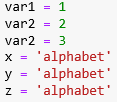 var1 = 1
var2 = 2
var2 = 3
x = 'alphabet'
y = 'alphabet'
z = 'alphabet'